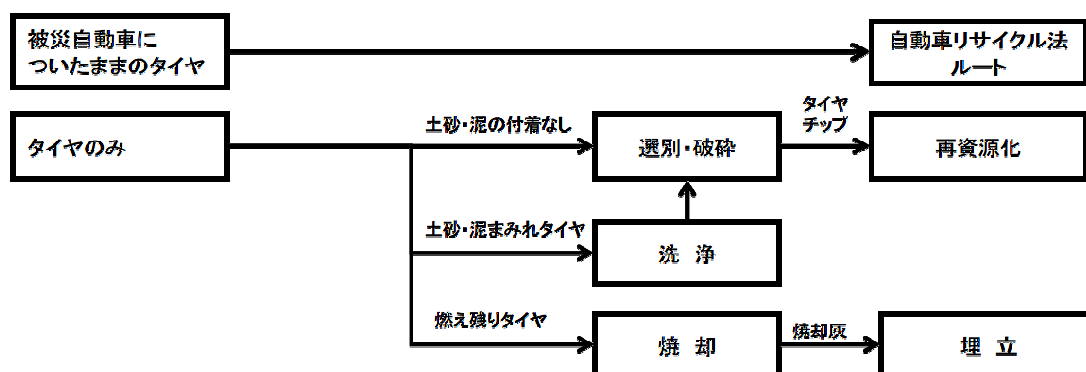 被災自動車に
ついたままのタイヤ
自動車リサイクル法
ルート
タイヤのみ
土砂・泥の付着なし
選別・破砕
タイヤ
チップ
再資源化
土砂・泥まみれタイヤ
洗 浄
燃え残りタイヤ
焼 却
焼却灰
埋 立